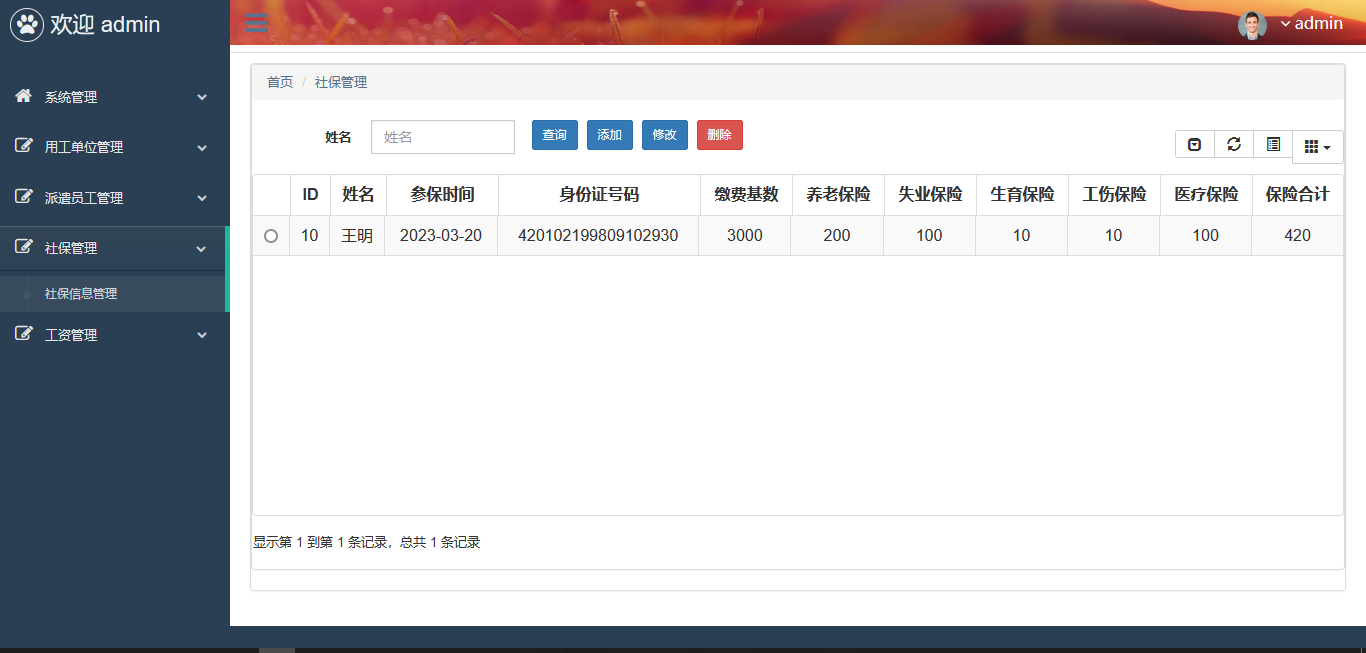 欢迎 admin
admin
系统管理
用工单位管理
派遣员工管理
社保管理
社保信息管理
工资管理
首页 / 社保管理
姓名 姓名 查询 添加 修改 删除
ID 姓名 参保时间 身份证号码 缴费基数 养老保险 失业保险 生育保险 工伤保险 医疗保险 保险合计
10 王明 2023-03-20 420102199809102930 3000 200 100 10 10 100 420
显示第 1 到第 1 条记录，总共 1 条记录